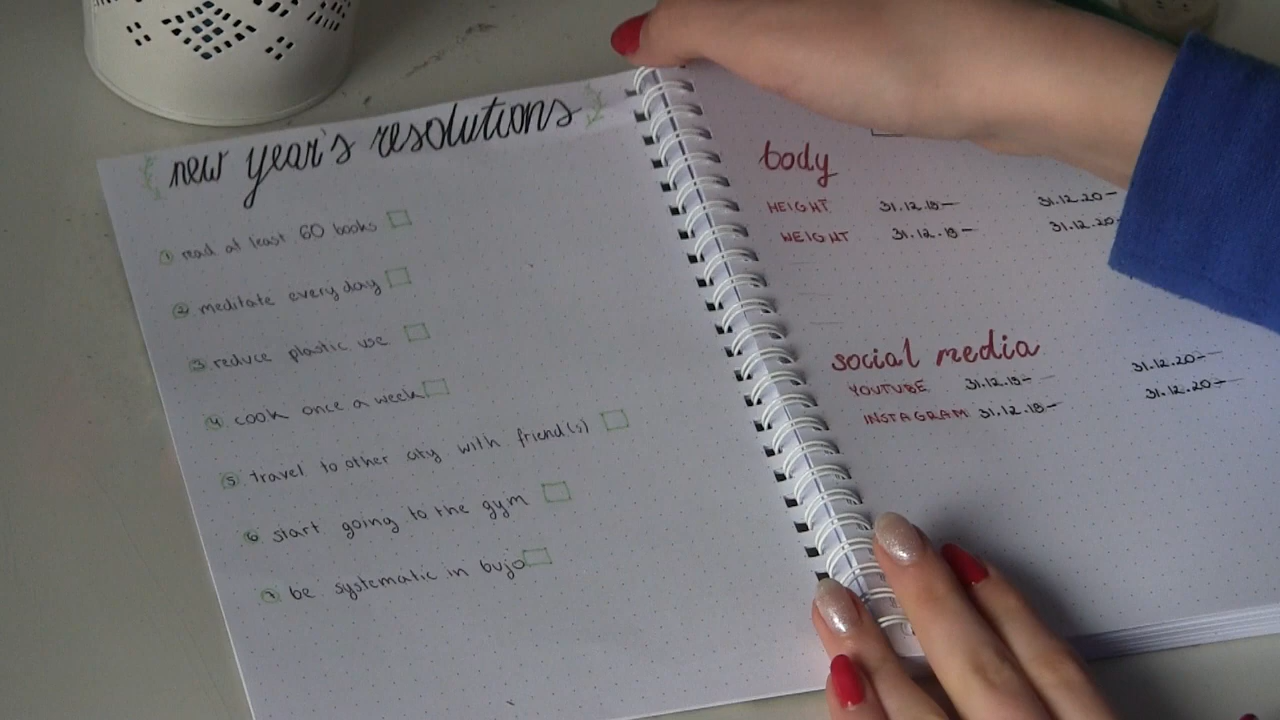 new year's resolutions
1 read at least 60 books
2 meditate every day
3 reduce plastic use
4 cook once a week
5 travel to other city with friend(s)
6 start going to the gym
7 be systematic in bujo
body
HEIGHT 31.12.18- 31.12.20-
WEIGHT 31.12.18- 31.12.20-
social media
YOUTUBE 31.12.18- 31.12.20-
INSTAGRAM 31.12.18- 31.12.20-